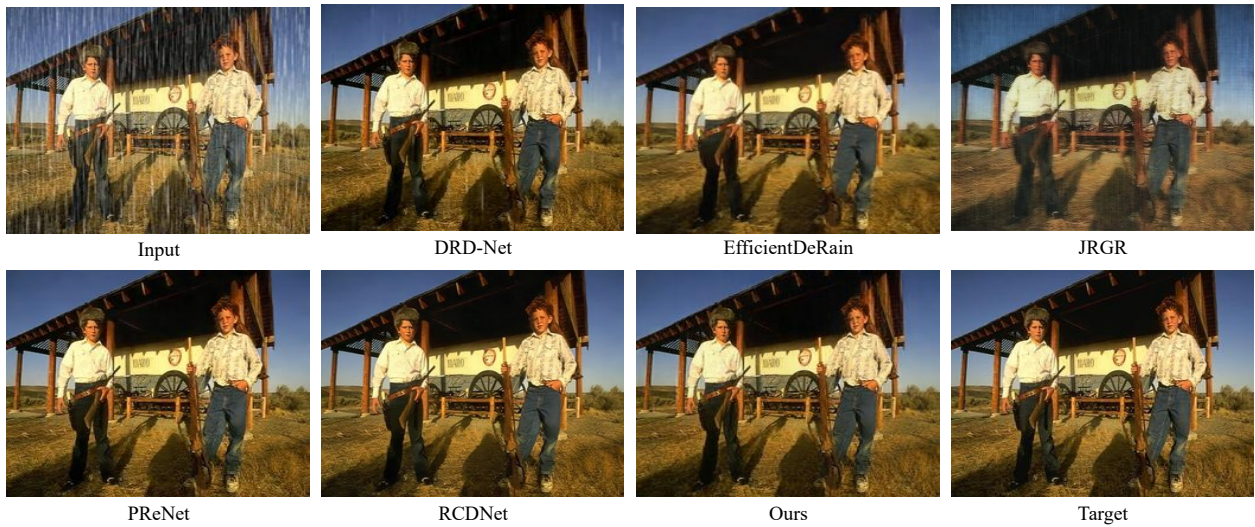 Input
DRD-Net
EfficientDeRain
JRGR
PReNet
RCDNet
Ours
Target